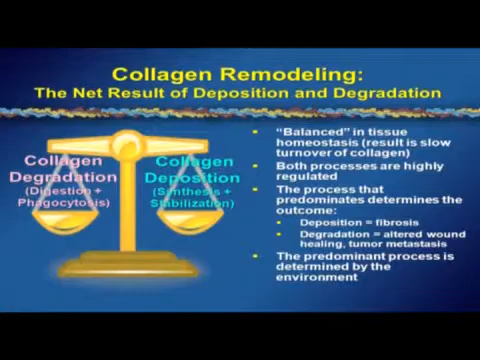 Collagen Remodeling:
The Net Result of Deposition and Degradation
Collagen
Degradation
(Digestion +
Phagocytosis)
Collagen
Deposition
(Synthesis +
Stabilization)
"Balanced" in tissue
homeostasis (result is slow
turnover of collagen)
Both processes are highly
regulated
The process that
predominates determines the
outcome:
Deposition = fibrosis
Degradation = altered wound
healing, tumor metastasis
The predominant process is
determined by the
environment